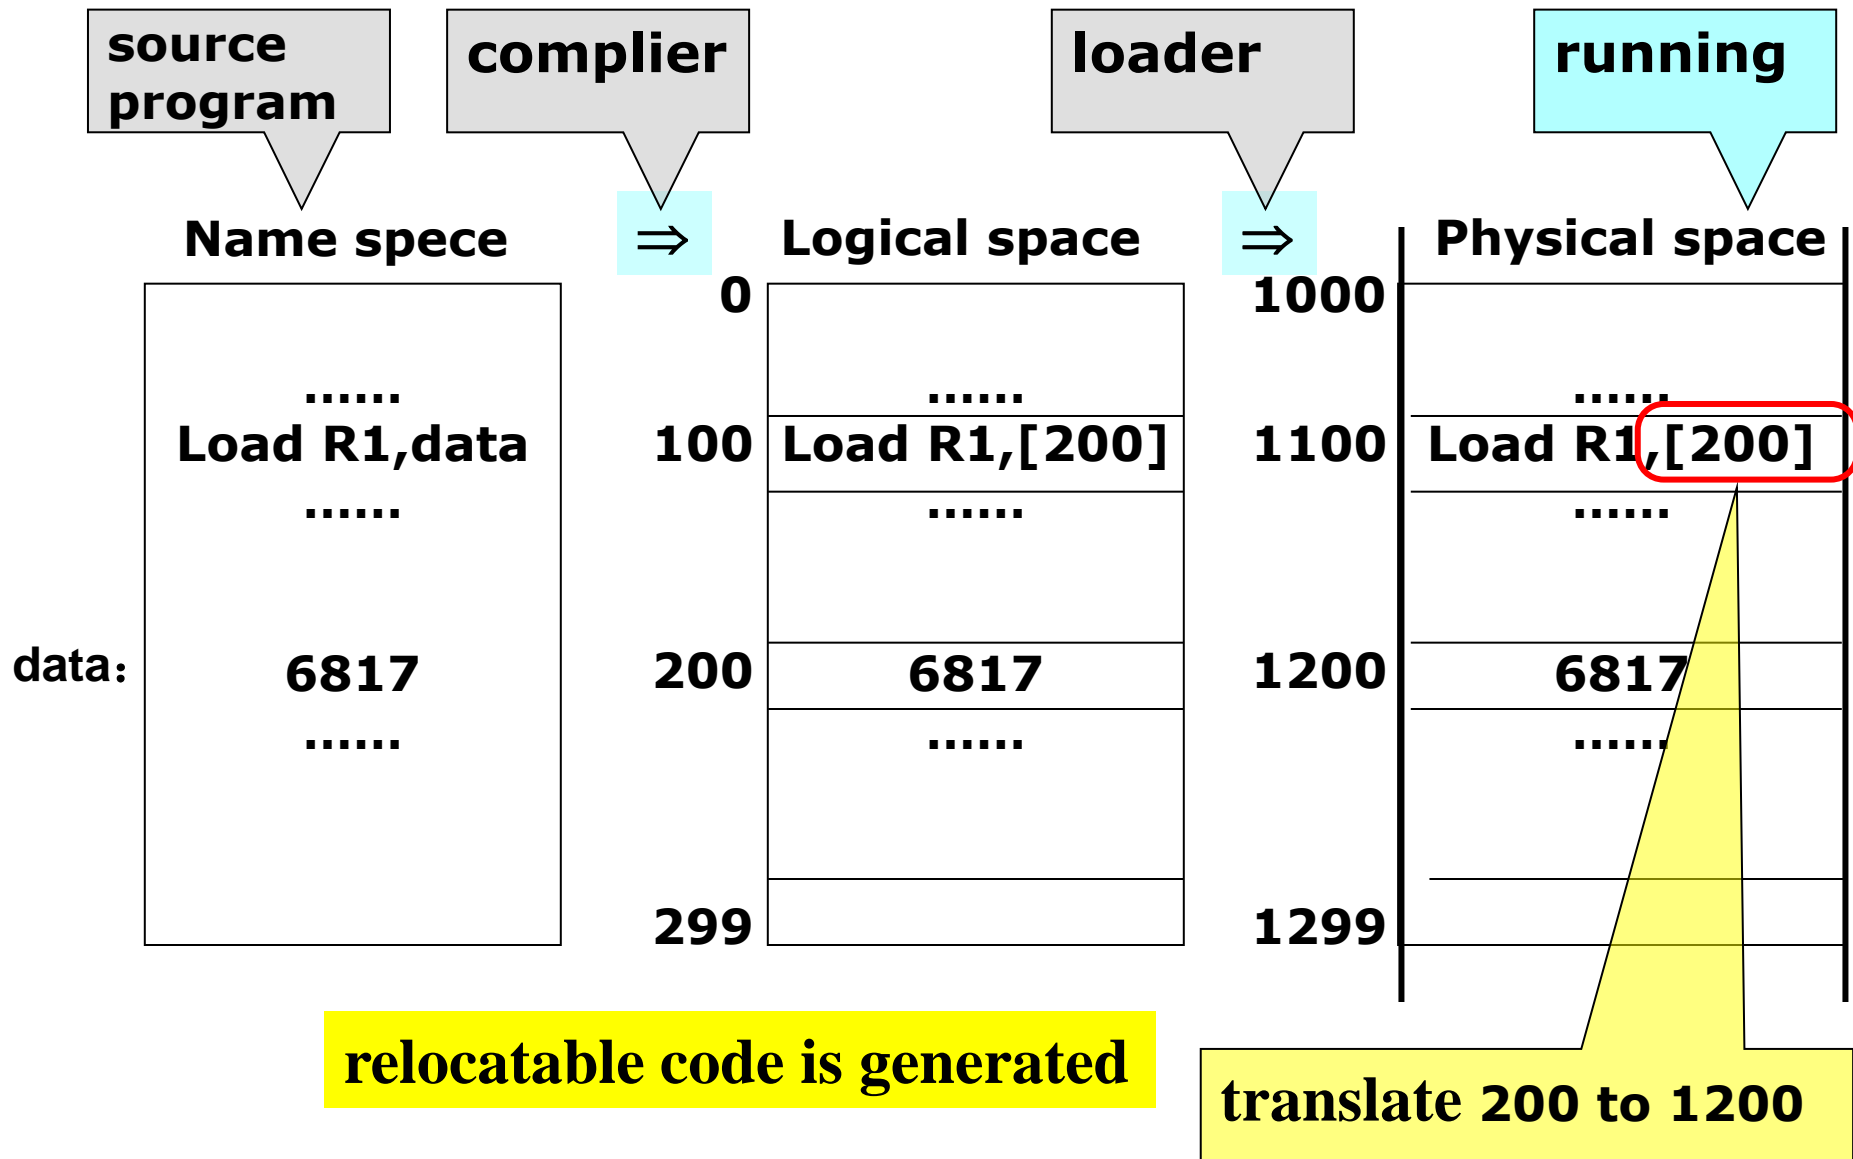 source
program
complier
loader
running
Name spece
⇒
Logical space
⇒
Physical space
0
1000
......
......
......
Load R1,data
100
Load R1,[200]
1100
Load R1,[200]
......
......
......
data：
6817
200
6817
1200
6817
......
......
......
299
1299
relocatable code is generated
translate 200 to 1200